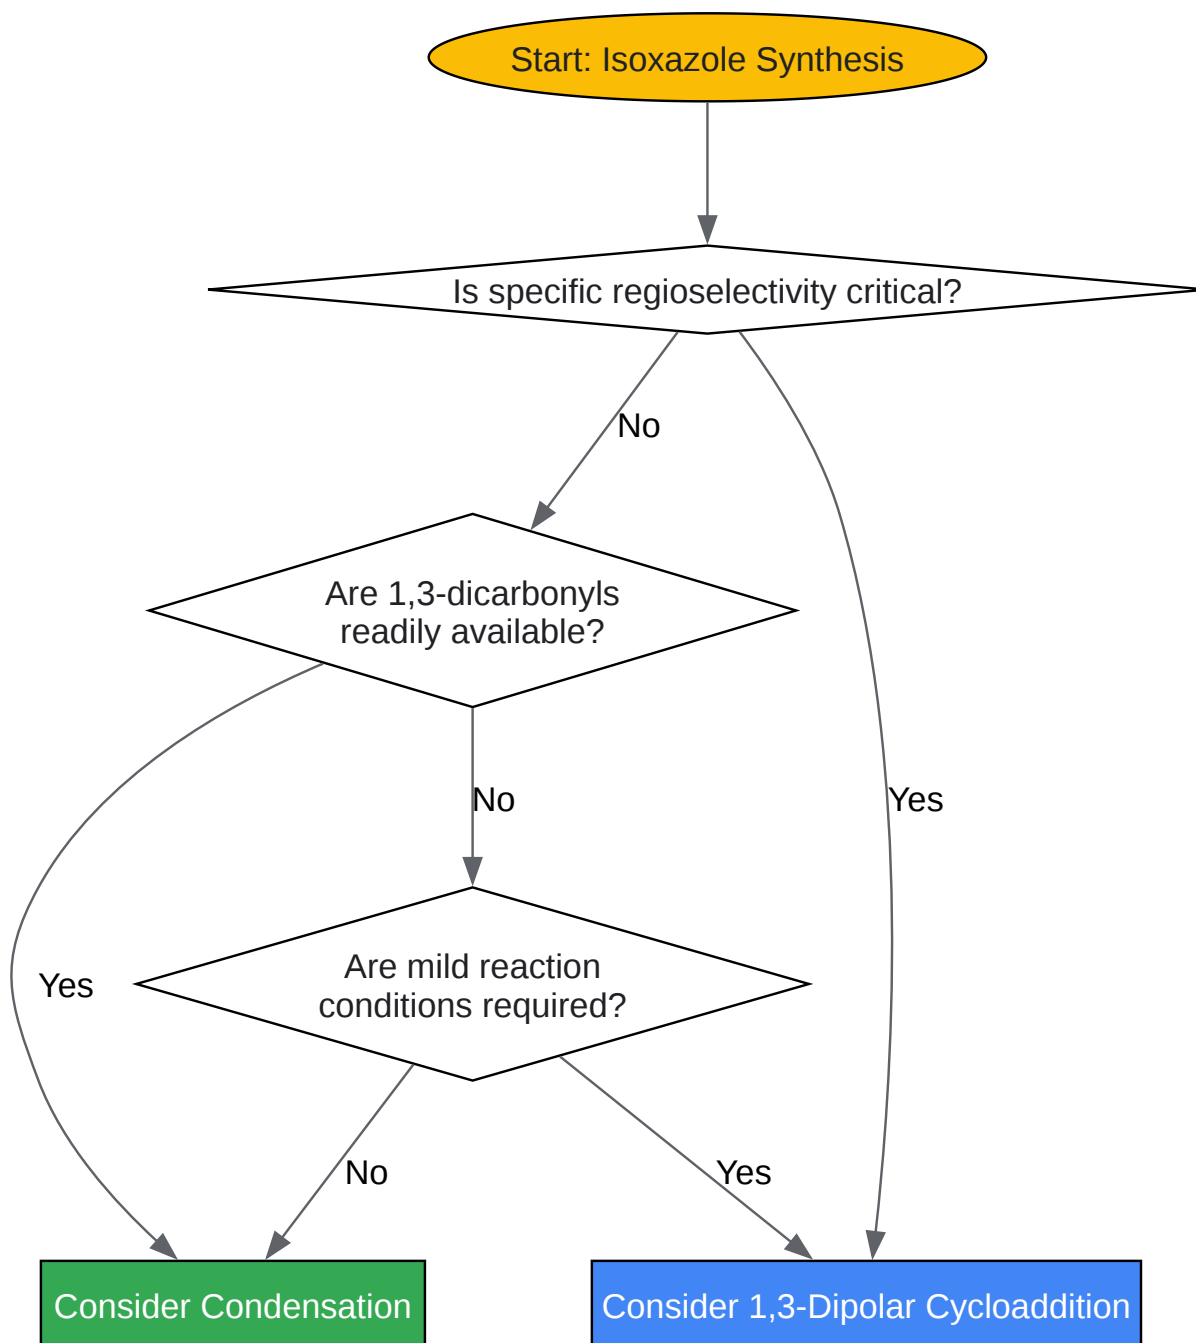 Start: Isoxazole Synthesis
Is specific regioselectivity critical?
No
Are 1,3-dicarbonyls
readily available?
No
Yes
Are mild reaction
conditions required?
Yes
No
Yes
Consider Condensation
Consider 1,3-Dipolar Cycloaddition